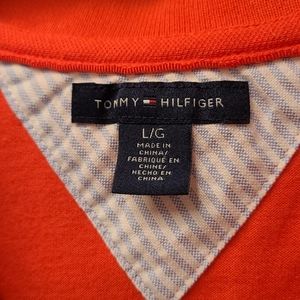 TOMMY HILFIGER
L/G
MADE IN
CHINA/
FABRIQUÉ EN
CHINE/
HECHO EN
CHINA